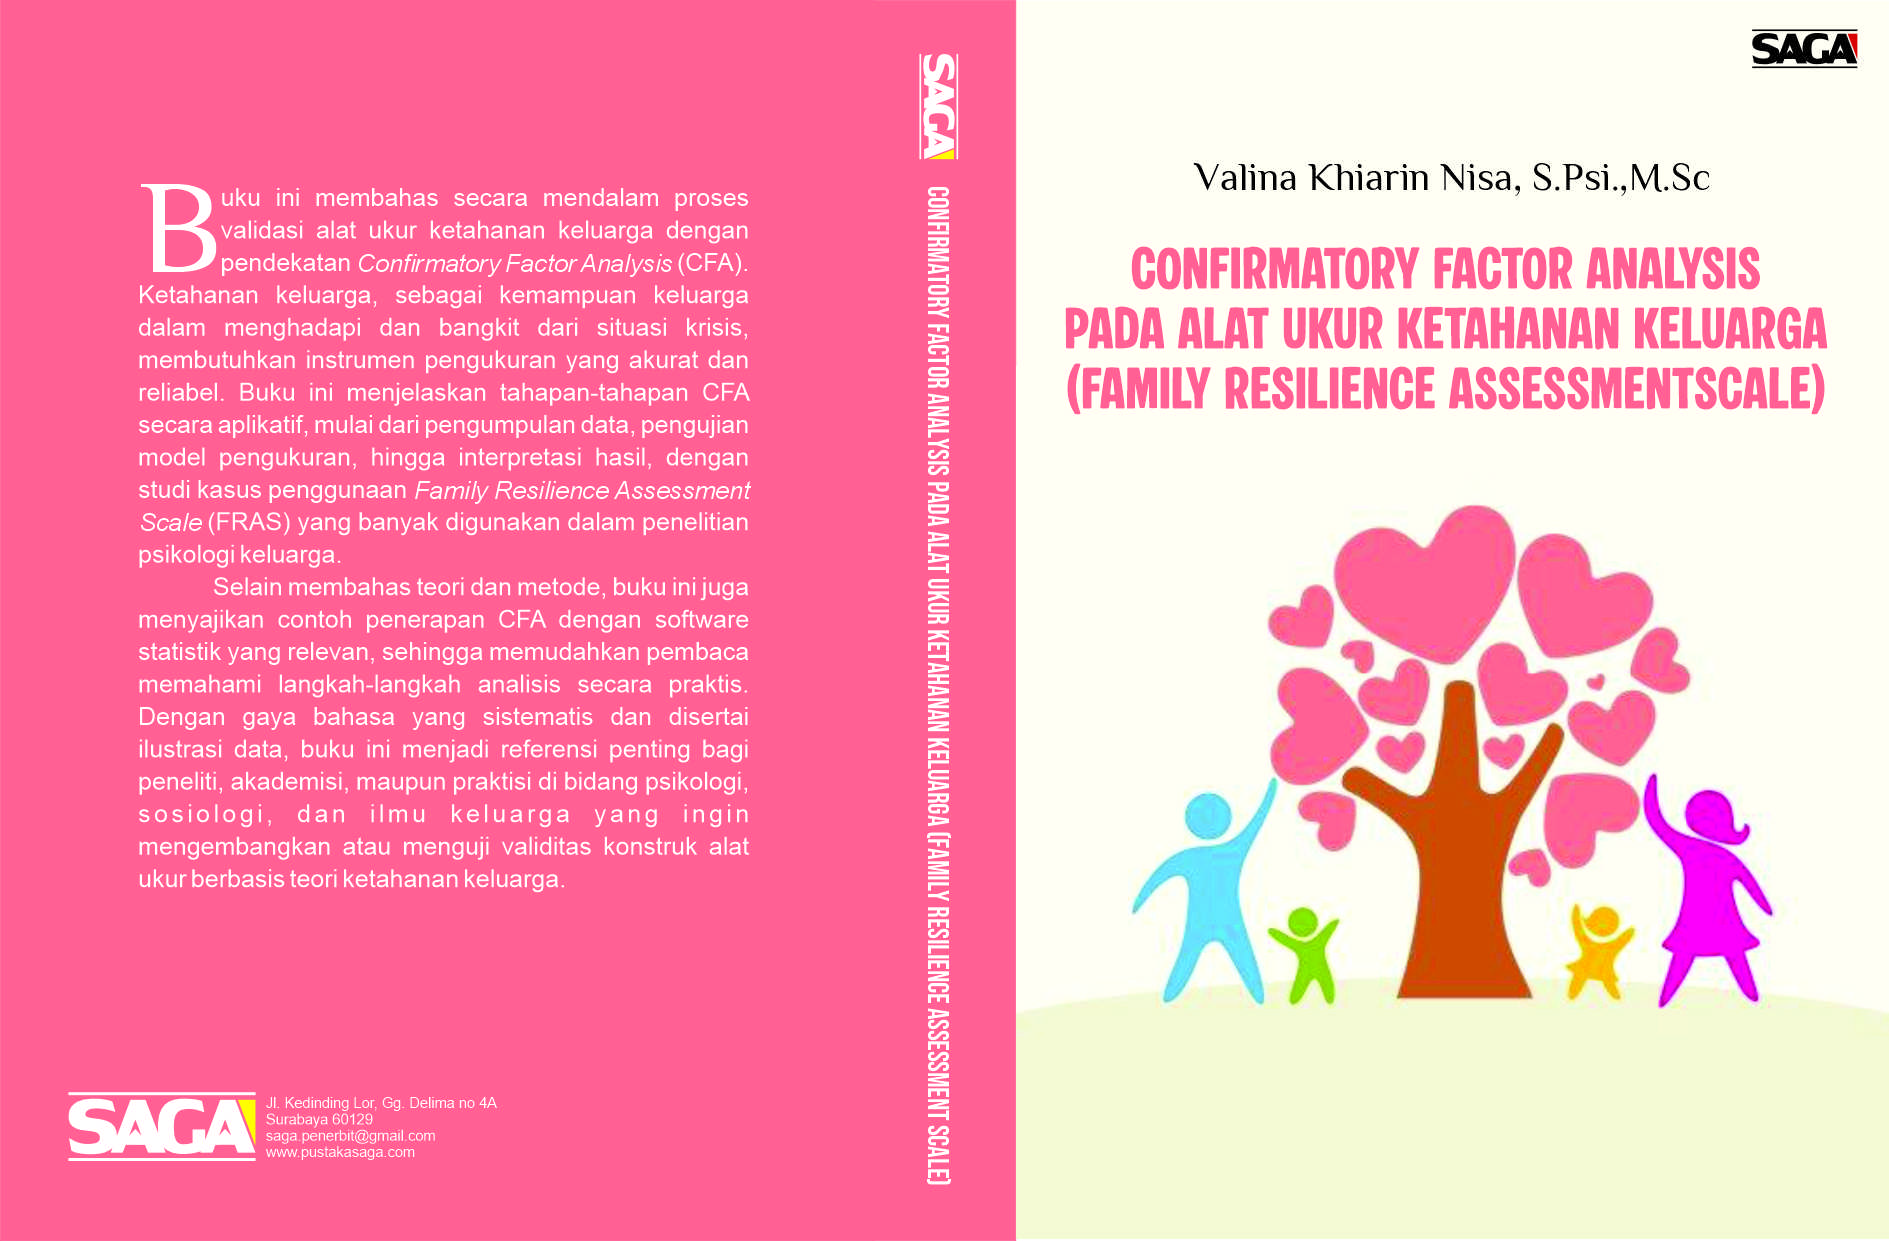 Buku ini membahas secara mendalam proses
validasi alat ukur ketahanan keluarga dengan
pendekatan Confirmatory Factor Analysis (CFA).
Ketahanan keluarga, sebagai kemampuan keluarga
dalam menghadapi dan bangkit dari situasi krisis,
membutuhkan instrumen pengukuran yang akurat dan
reliabel. Buku ini menjelaskan tahapan-tahapan CFA
secara aplikatif, mulai dari pengumpulan data, pengujian
model pengukuran, hingga interpretasi hasil, dengan
studi kasus penggunaan Family Resilience Assessment
Scale (FRAS) yang banyak digunakan dalam penelitian
psikologi keluarga.
Selain membahas teori dan metode, buku ini juga
menyajikan contoh penerapan CFA dengan software
statistik yang relevan, sehingga memudahkan pembaca
memahami langkah-langkah analisis secara praktis.
Dengan gaya bahasa yang sistematis dan disertai
ilustrasi data, buku ini menjadi referensi penting bagi
peneliti, akademisi, maupun praktisi di bidang psikologi,
sosiologi, dan ilmu keluarga yang ingin
mengembangkan atau menguji validitas konstruk alat
ukur berbasis teori ketahanan keluarga.
SAGA
Jl. Kedinding Lor, Gg. Delima no 4A
Surabaya 60129
saga.penerbit@gmail.com
www.pustakasaga.com
SAGA
CONFIRMATORY FACTOR ANALYSIS PADA ALAT UKUR KETAHANAN KELUARGA (FAMILY RESILIENCE ASSESSMENT SCALE)
SAGA
Valina Khiarin Nisa, S.Psi.,M.Sc
CONFIRMATORY FACTOR ANALYSIS
PADA ALAT UKUR KETAHANAN KELUARGA
(FAMILY RESILIENCE ASSESSMENTSCALE)